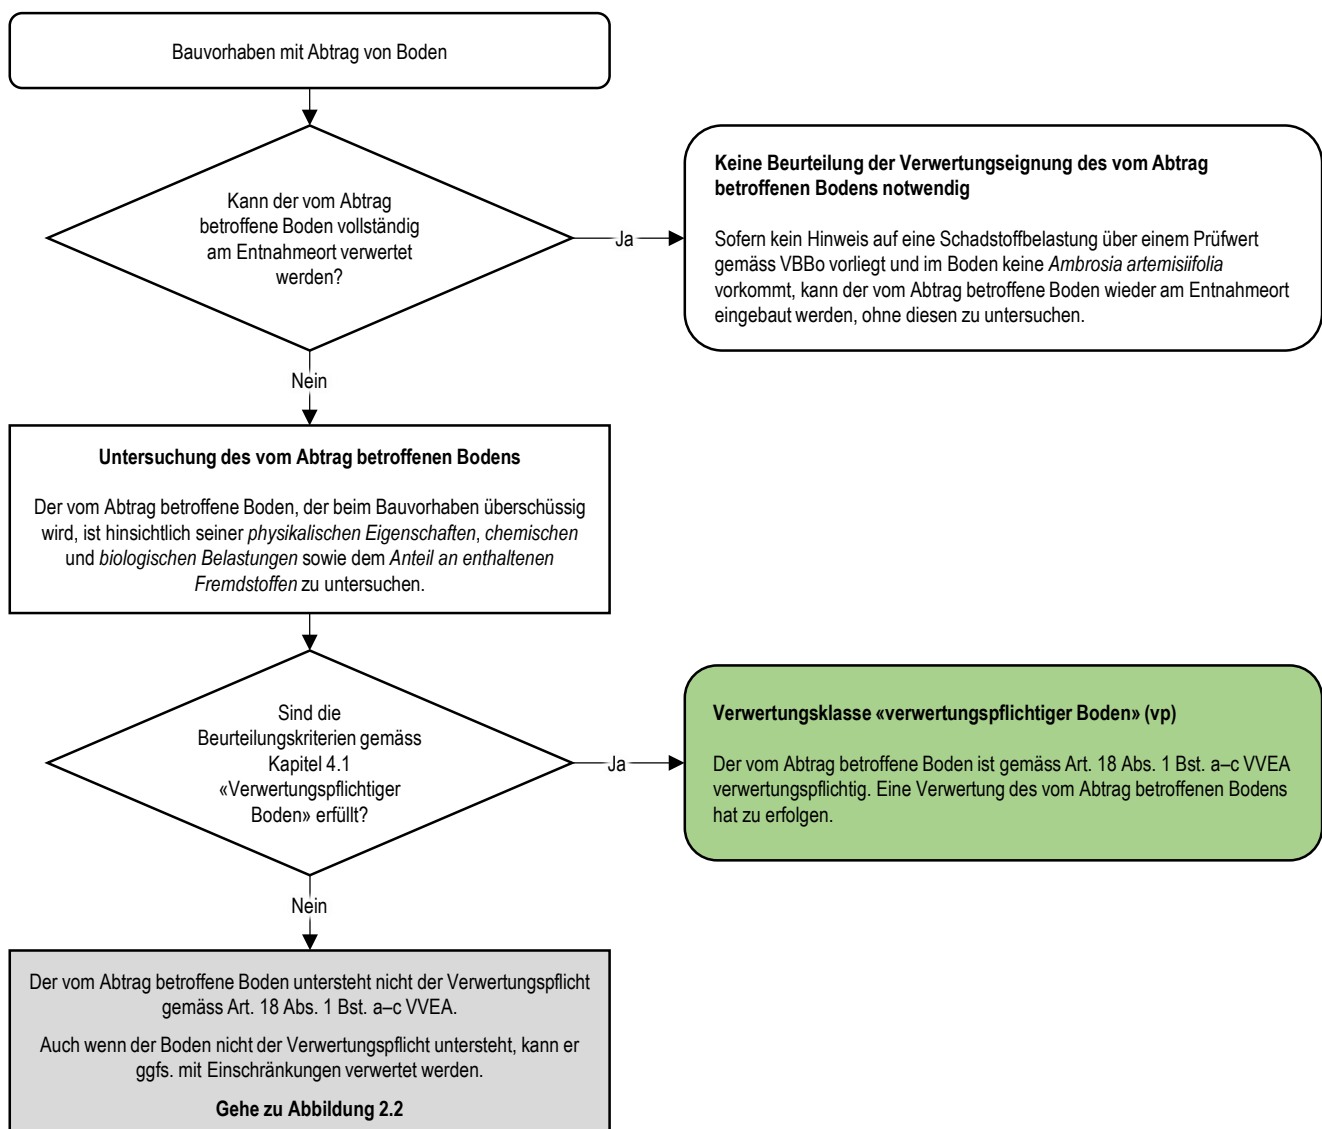 Bauvorhaben mit Abtrag von Boden
Kann der vom Abtrag
betroffene Boden vollständig
am Entnahmeort verwertet
werden?
Ja
Keine Beurteilung der Verwertungseignung des vom Abtrag
betroffenen Bodens notwendig
Sofern kein Hinweis auf eine Schadstoffbelastung über einem Prüfwert
gemäss VBBo vorliegt und im Boden keine Ambrosia artemisiifolia
vorkommt, kann der vom Abtrag betroffene Boden wieder am Entnahmeort
eingebaut werden, ohne diesen zu untersuchen.
Nein
Untersuchung des vom Abtrag betroffenen Bodens
Der vom Abtrag betroffene Boden, der beim Bauvorhaben überschüssig
wird, ist hinsichtlich seiner physikalischen Eigenschaften, chemischen
und biologischen Belastungen sowie dem Anteil an enthaltenen
Fremdstoffen zu untersuchen.
Sind die
Beurteilungskriterien gemäss
Kapitel 4.1
«Verwertungspflichtiger
Boden» erfüllt?
Ja
Verwertungsklasse «verwertungspflichtiger Boden» (vp)
Der vom Abtrag betroffene Boden ist gemäss Art. 18 Abs. 1 Bst. a–c VVEA
verwertungspflichtig. Eine Verwertung des vom Abtrag betroffenen Bodens
hat zu erfolgen.
Nein
Der vom Abtrag betroffene Boden untersteht nicht der Verwertungspflicht
gemäss Art. 18 Abs. 1 Bst. a–c VVEA.
Auch wenn der Boden nicht der Verwertungspflicht untersteht, kann er
ggfs. mit Einschränkungen verwertet werden.
Gehe zu Abbildung 2.2